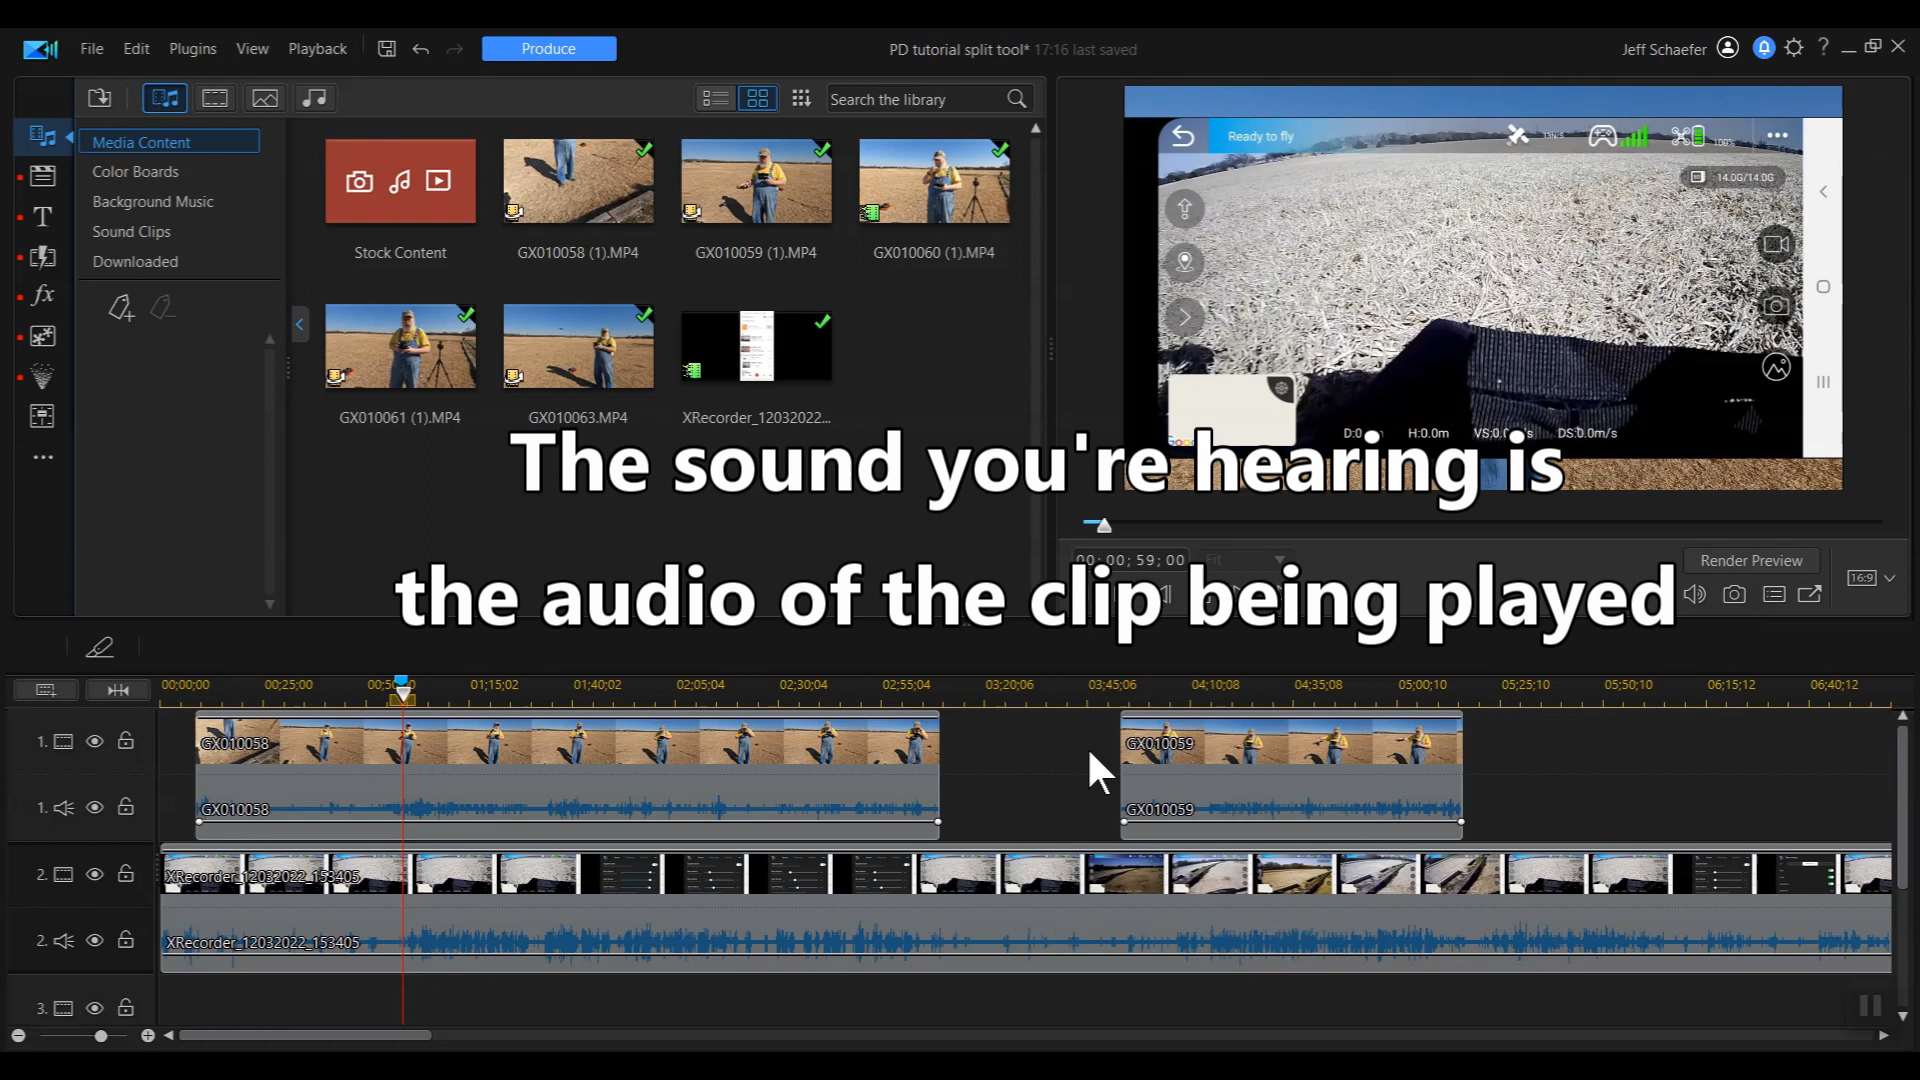 File Edit Plugins View Playback Produce PD tutorial split tool* 17:16 last saved Jeff Schaefer
Search the library
Media Content
Color Boards
Background Music
Sound Clips
Downloaded
Stock Content GX010058 (1).MP4 GX010059 (1).MP4 GX010060 (1).MP4
GX010061 (1).MP4 GX010063.MP4 XRecorder_12032022...
Ready to fly
14.0G/14.0G
H:0.0m DS:0.0m/s
The sound you're hearing is
the audio of the clip being played
00;00;59;00 Fit Render Preview
16:9
00;00;00 00;25;00 01;15;02 01;40;02 02;05;04 02;30;04 02;55;04 03;20;06 03;45;06 04;10;08 04;35;08 05;00;10 05;25;10 05;50;10 06;15;12 06;40;12
1. GX010058 GX010059
1. GX010058 GX010059
2. XRecorder_12032022_153405
2. XRecorder_12032022_153405
3.